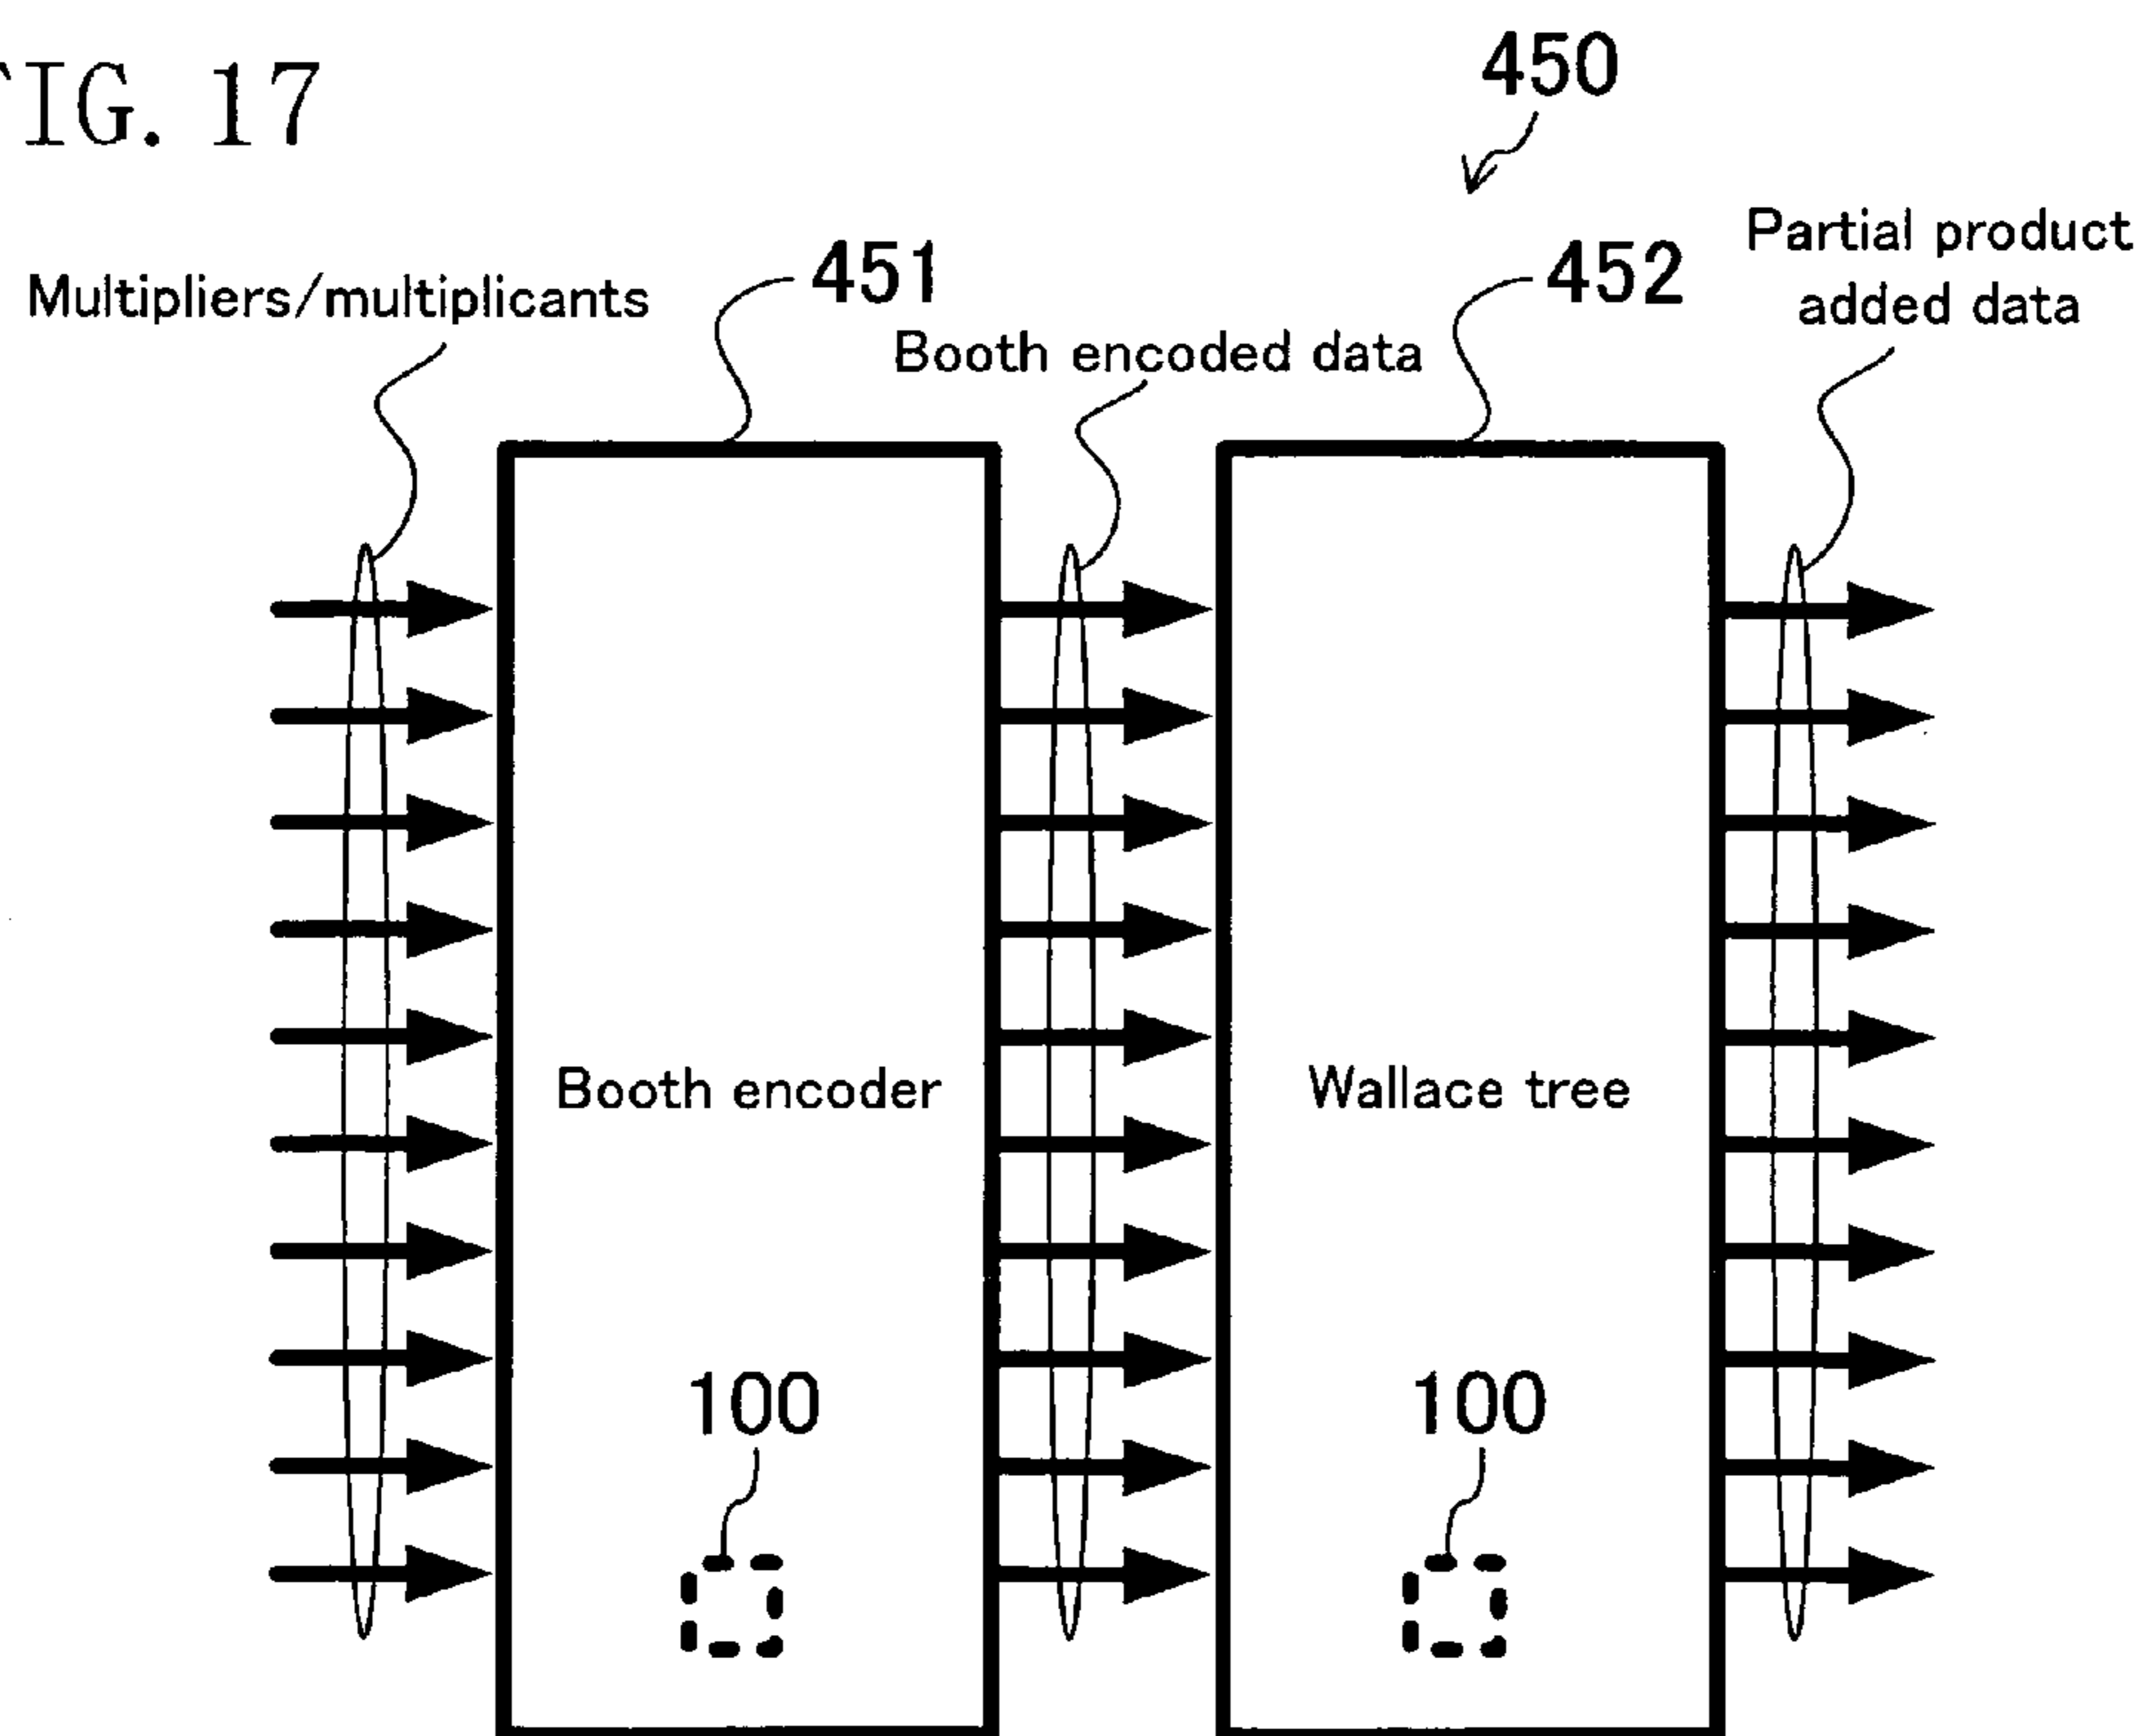 FIG. 17
450
451
452
Partial product
added data
Multipliers/multiplicants
Booth encoded data
Booth encoder
Wallace tree
100
100